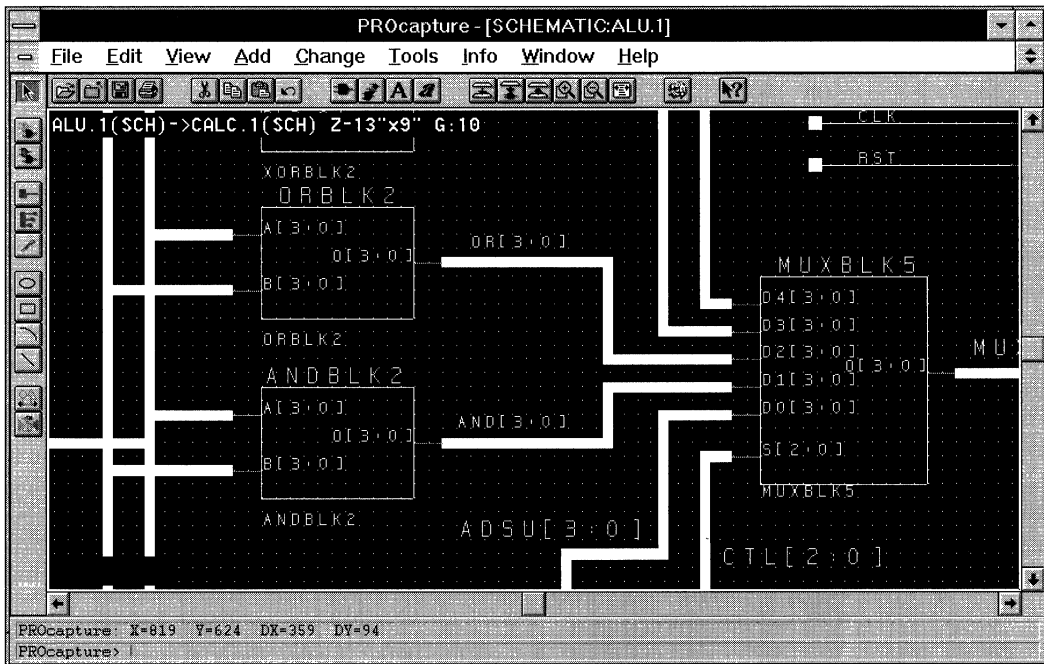 PROcapture - [SCHEMATIC:ALU.1]
File Edit View Add Change Tools Info Window Help
ALU.1(SCH)->CALC.1(SCH) Z-13"x9" G:10
CLK
RST
XORBLK2
ORBLK2
A[3:0]
O[3:0]
B[3:0]
ORBLK2
OR[3:0]
ANDBLK2
A[3:0]
O[3:0]
B[3:0]
ANDBLK2
AND[3:0]
MUXBLK5
D4[3:0]
D3[3:0]
D2[3:0]
D1[3:0]
D0[3:0]
O[3:0]
S[2:0]
MUXBLK5
ADSU[3:0]
CTL[2:0]
PROcapture: X=819 Y=624 DX=359 DY=94
PROcapture>